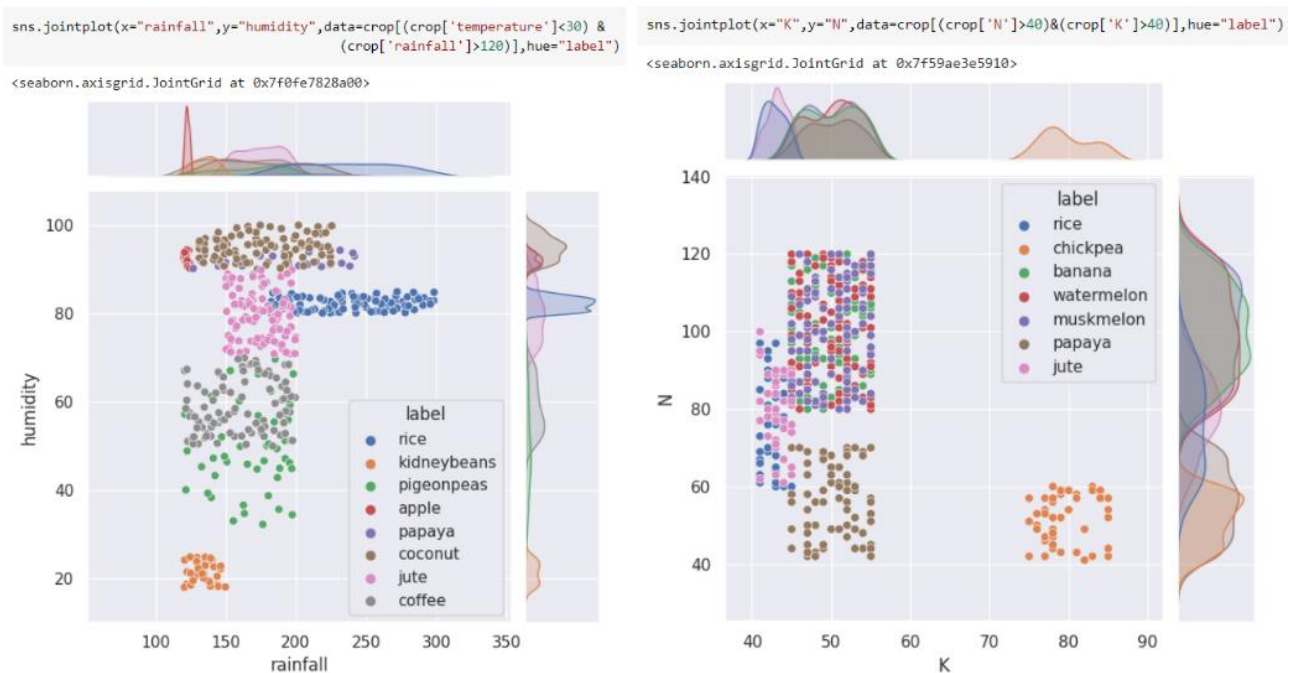 sns.jointplot(x="rainfall",y="humidity",data=crop[(crop['temperature']<30) &
(crop['rainfall']>120)],hue="label")
<seaborn.axisgrid.JointGrid at 0x7f0fe7828a00>
100
80
60
40
20
humidity
label
rice
kidneybeans
pigeonpeas
apple
papaya
coconut
jute
coffee
100 150 200 250 300 350
rainfall
sns.jointplot(x="K",y="N",data=crop[(crop['N']>40)&(crop['K']>40)],hue="label")
<seaborn.axisgrid.JointGrid at 0x7f59ae3e5910>
140
120
100
80
60
40
N
label
rice
chickpea
banana
watermelon
muskmelon
papaya
jute
40 50 60 70 80 90
K